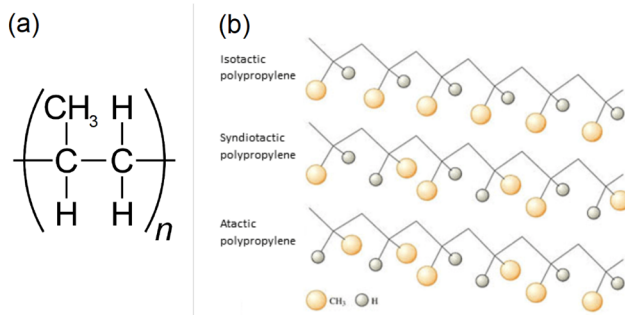 (a)
CH₃ H
C C
H H
n
(b)
Isotactic
polypropylene
Syndiotactic
polypropylene
Atactic
polypropylene
CH₃ H